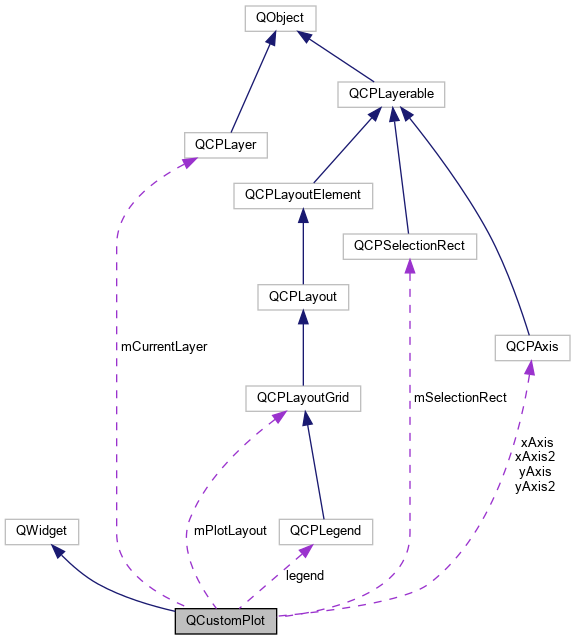 QObject
QCPLayerable
QCPLayer
QCPLayoutElement
QCPSelectionRect
QCPLayout
mCurrentLayer
QCPAxis
QCPLayoutGrid
mSelectionRect
xAxis
xAxis2
yAxis
yAxis2
QWidget
mPlotLayout
QCPLegend
legend
QCustomPlot